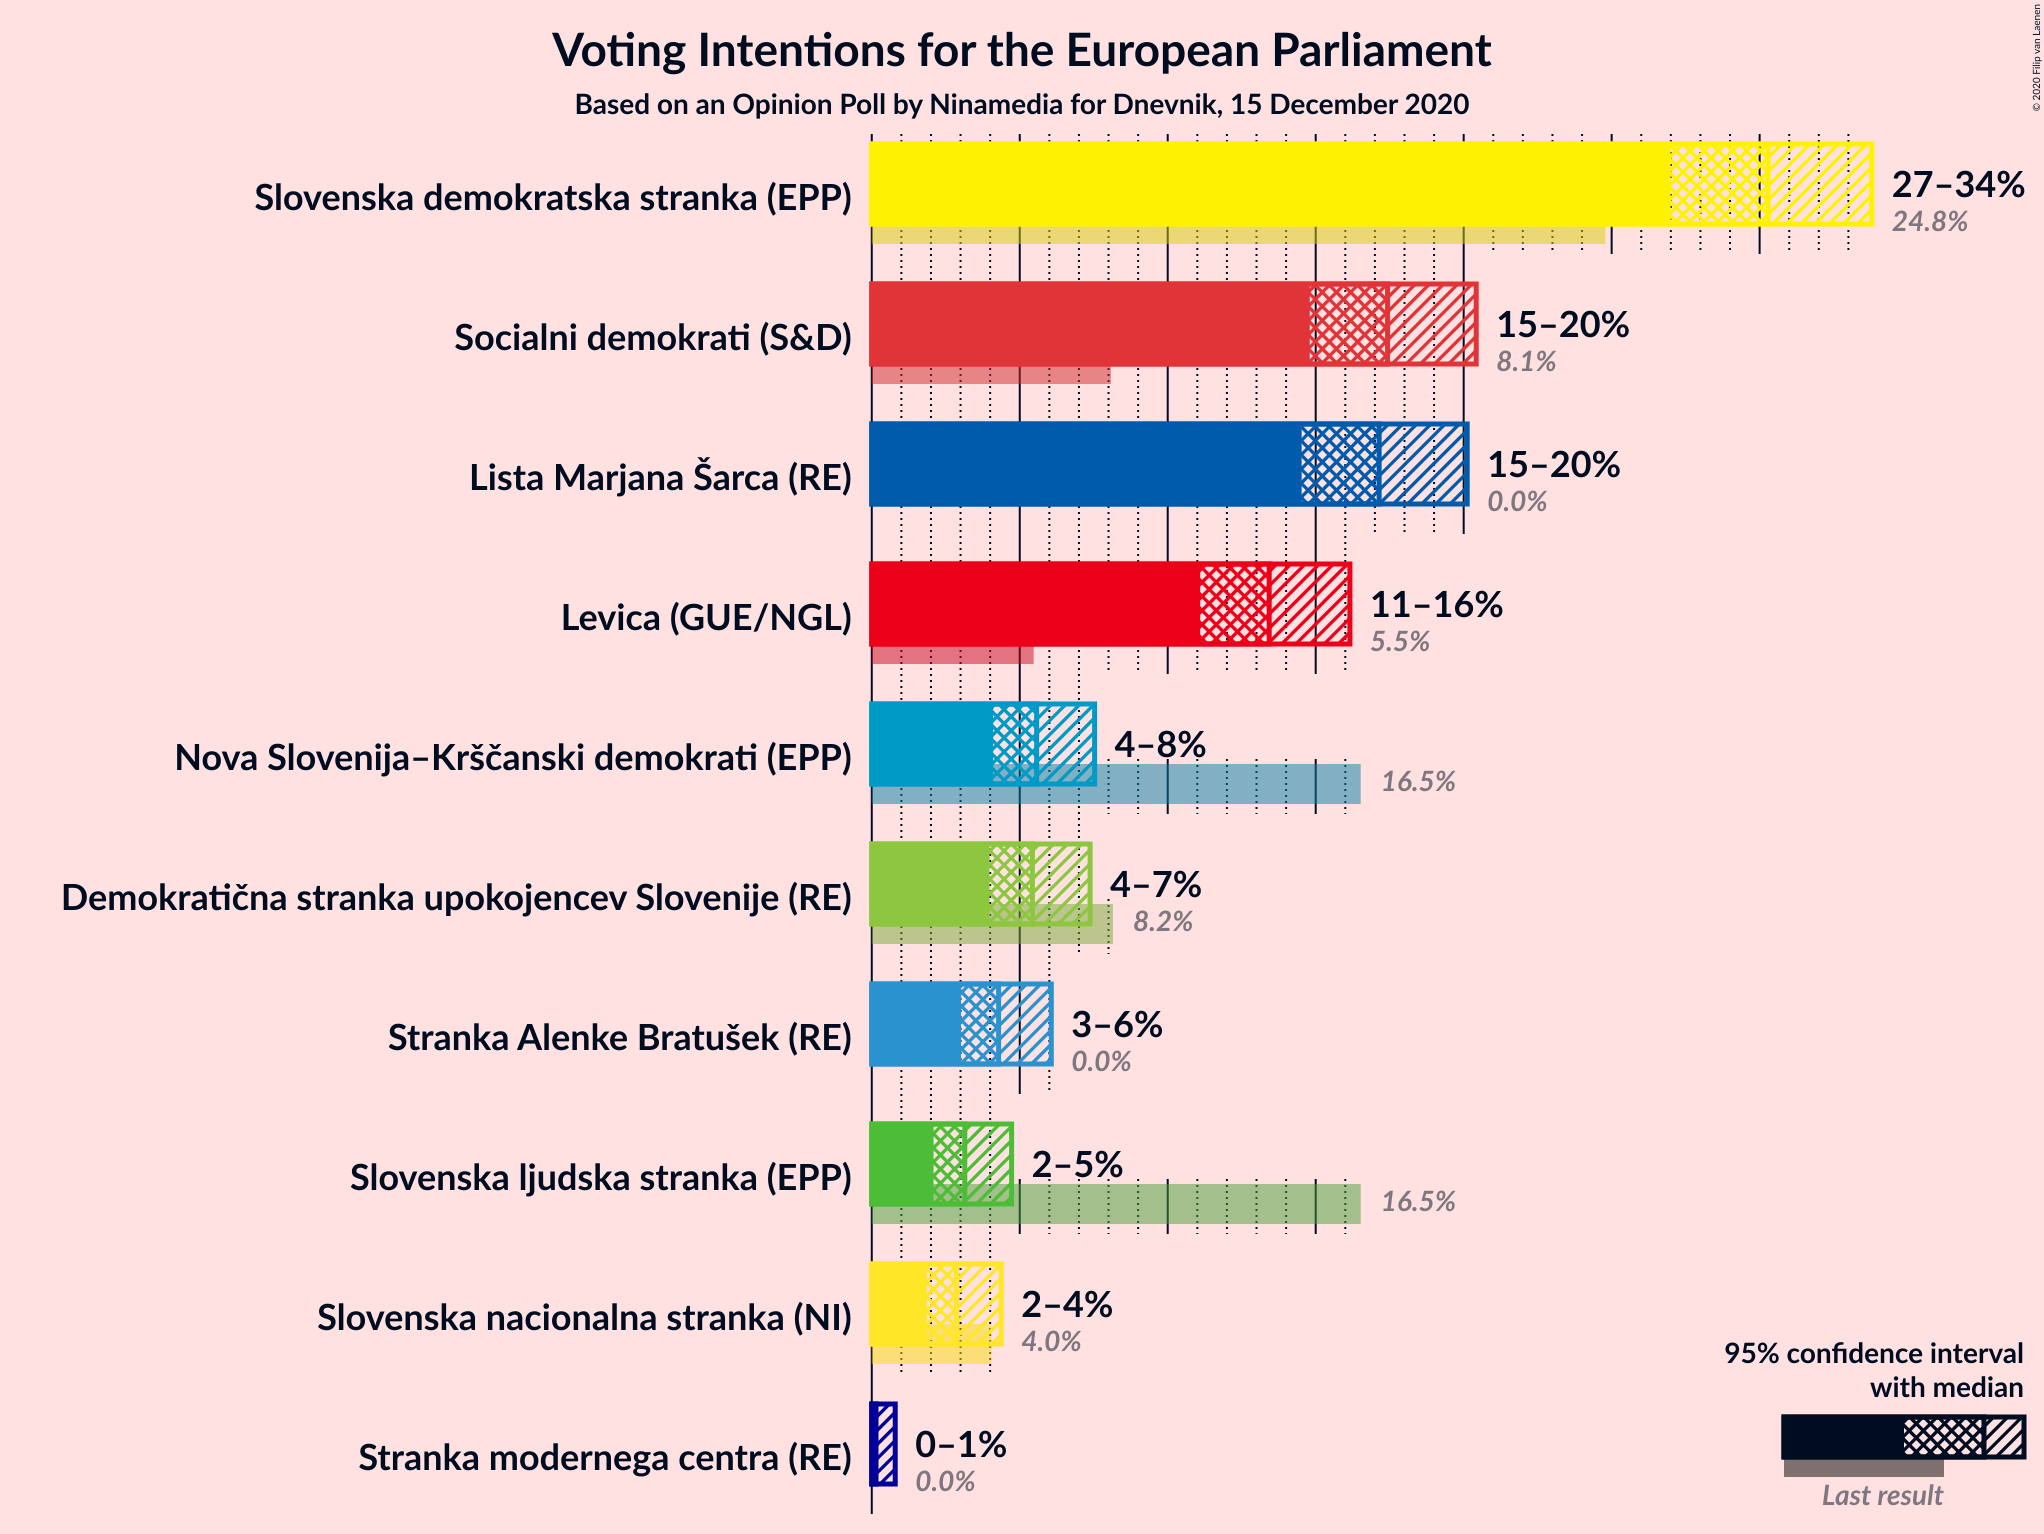 Voting Intentions for the European Parliament
Based on an Opinion Poll by Ninamedia for Dnevnik, 15 December 2020
© 2020 Filip van Laenen
Slovenska demokratska stranka (EPP)
27–34%
24.8%
Socialni demokrati (S&D)
15–20%
8.1%
Lista Marjana Šarca (RE)
15–20%
0.0%
Levica (GUE/NGL)
11–16%
5.5%
Nova Slovenija–Krščanski demokrati (EPP)
4–8%
16.5%
Demokratična stranka upokojencev Slovenije (RE)
4–7%
8.2%
Stranka Alenke Bratušek (RE)
3–6%
0.0%
Slovenska ljudska stranka (EPP)
2–5%
16.5%
Slovenska nacionalna stranka (NI)
2–4%
4.0%
Stranka modernega centra (RE)
0–1%
0.0%
95% confidence interval
with median
Last result